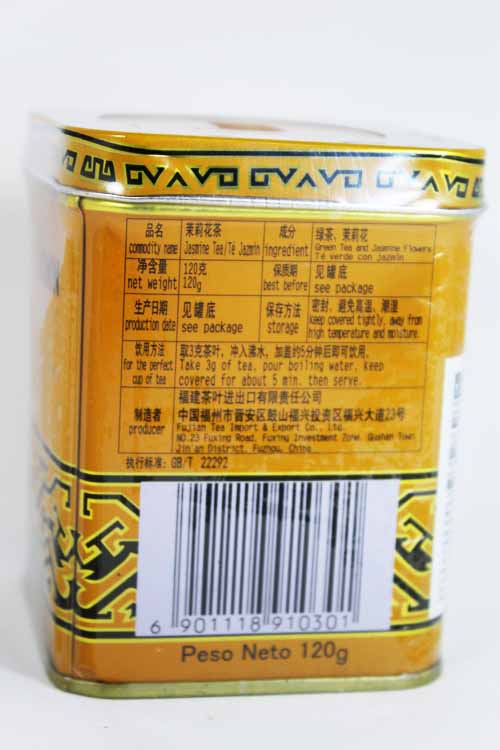 品名 茉莉花茶 成分 绿茶、茉莉花
commodity name Jasmine Tea/Té Jazmín ingredient Green Tea and Jasmine Flowers
Té verde con jazmín
净含量 120克 保质期 见罐底
net weight 120g best before see package
生产日期 见罐底 保存方法 密封，避免高温、潮湿
production date see package storage keep covered tightly, away from
high temperature and moisture.
饮用方法 取3克茶叶，冲入沸水，加盖约5分钟后即可饮用。
for the perfect Take 3g of tea, pour boiling water, keep
cup of tea covered for about 5 min. then serve.
福建茶叶进出口有限责任公司
制造者 中国福州市晋安区鼓山福兴投资区福兴大道23号
producer Fujian Tea Import & Export Co., Ltd.
NO.23 Fuxing Road, Fuxing Investment Zone, Gushan Town,
Jin'an District, Fuzhou, China
执行标准: GB/T 22292
6 901118 910301
Peso Neto 120g